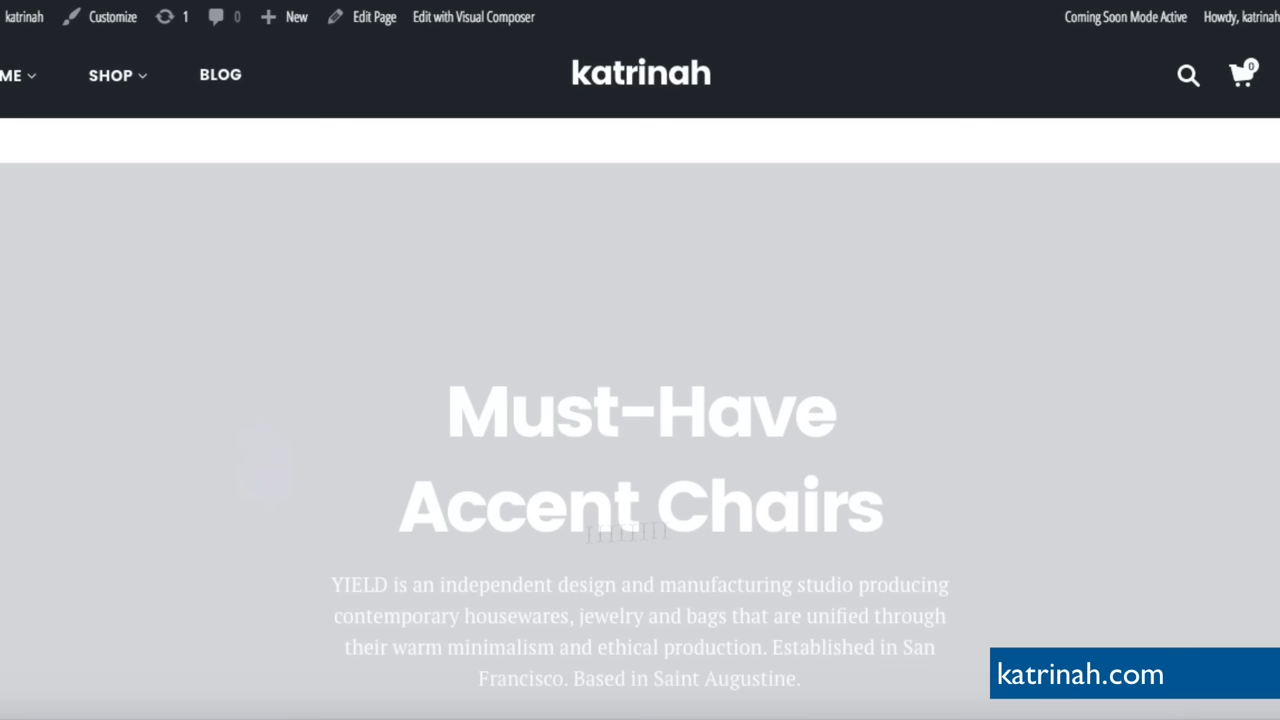 katrinah Customize 1 0 New Edit Page Edit with Visual Composer Coming Soon Mode Active Howdy, katrinah
ME SHOP BLOG katrinah 0
Must-Have
Accent Chairs
YIELD is an independent design and manufacturing studio producing
contemporary housewares, jewelry and bags that are unified through
their warm minimalism and ethical production. Established in San
Francisco. Based in Saint Augustine.
katrinah.com